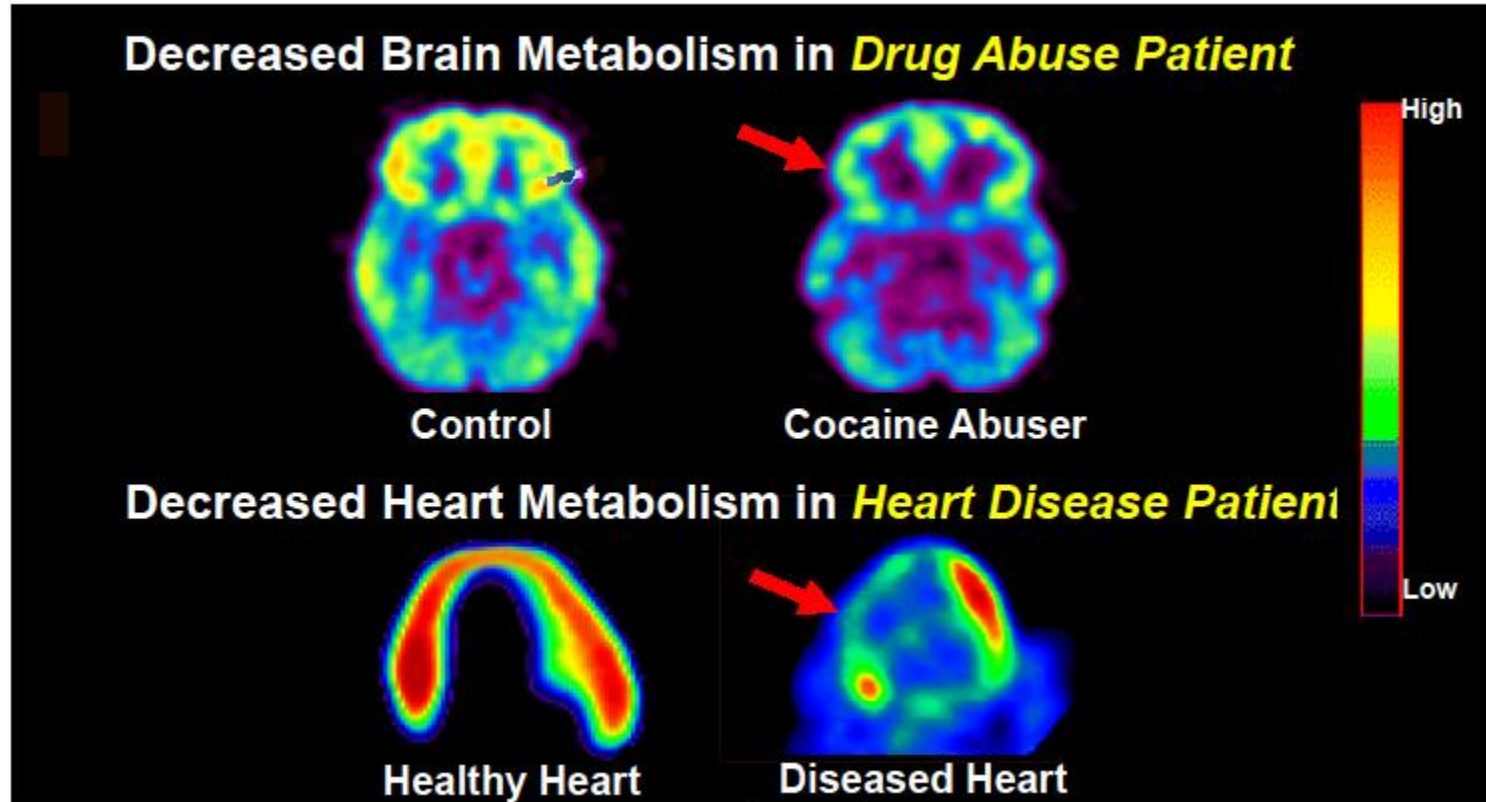 Decreased Brain Metabolism in Drug Abuse Patient
High
Control
Cocaine Abuser
Decreased Heart Metabolism in Heart Disease Patient
Low
Healthy Heart
Diseased Heart